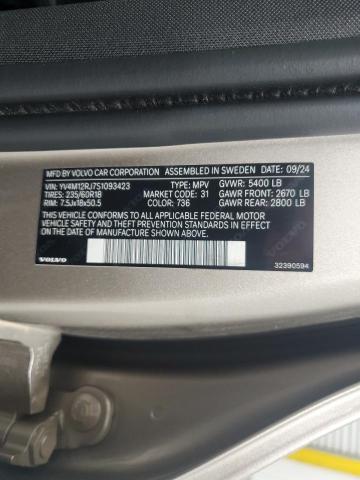 MFD. BY VOLVO CAR CORPORATION ASSEMBLED IN SWEDEN 09/24
VIN: YV4M12RJ7S1093423 TYPE: MPV GVWR: 5400 LB
TIRES: 235/60R18 MARKET CODE: 31 GAWR FRONT: 2670 LB
RIM: 7.5Jx18x50.5 COLOR: 736 GAWR REAR: 2800 LB
THIS VEHICLE CONFORMS TO ALL APPLICABLE FEDERAL MOTOR
VEHICLE SAFETY AND THEFT PREVENTION STANDARDS IN EFFECT
ON THE DATE OF MANUFACTURE SHOWN ABOVE.
VOLVO
32390594